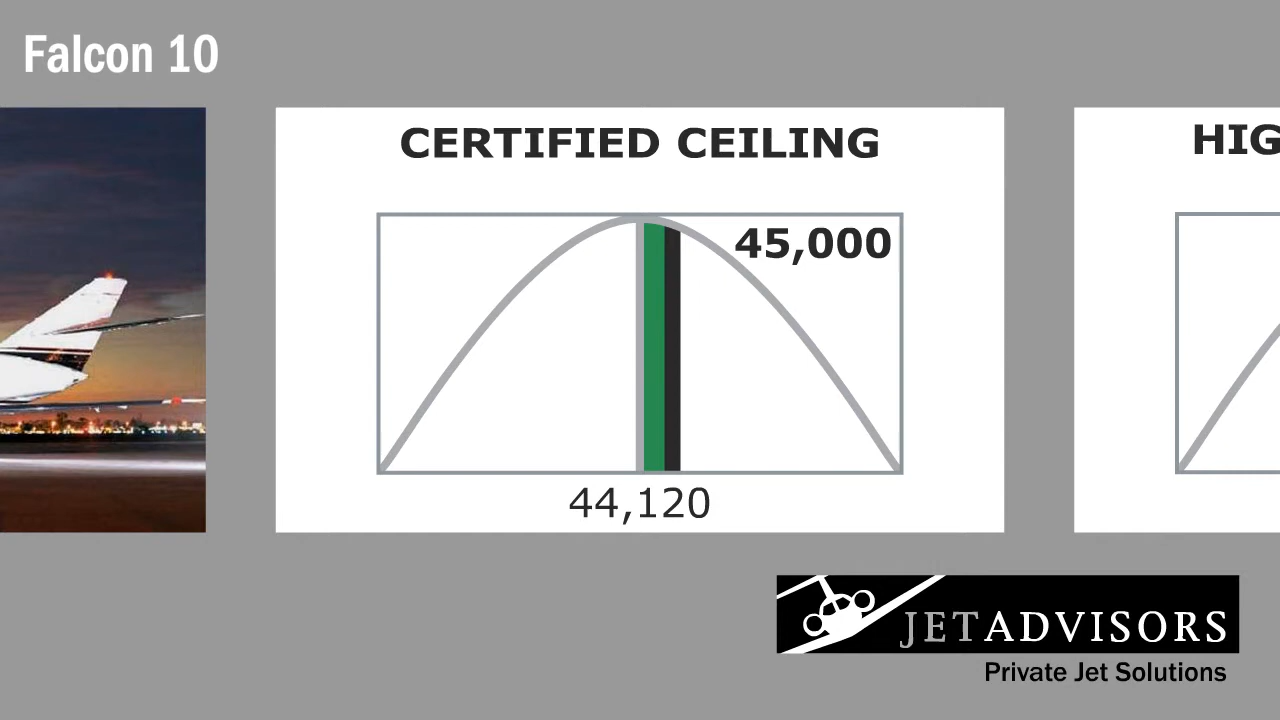 Falcon 10
CERTIFIED CEILING
45,000
44,120
HIG
JETADVISORS
Private Jet Solutions